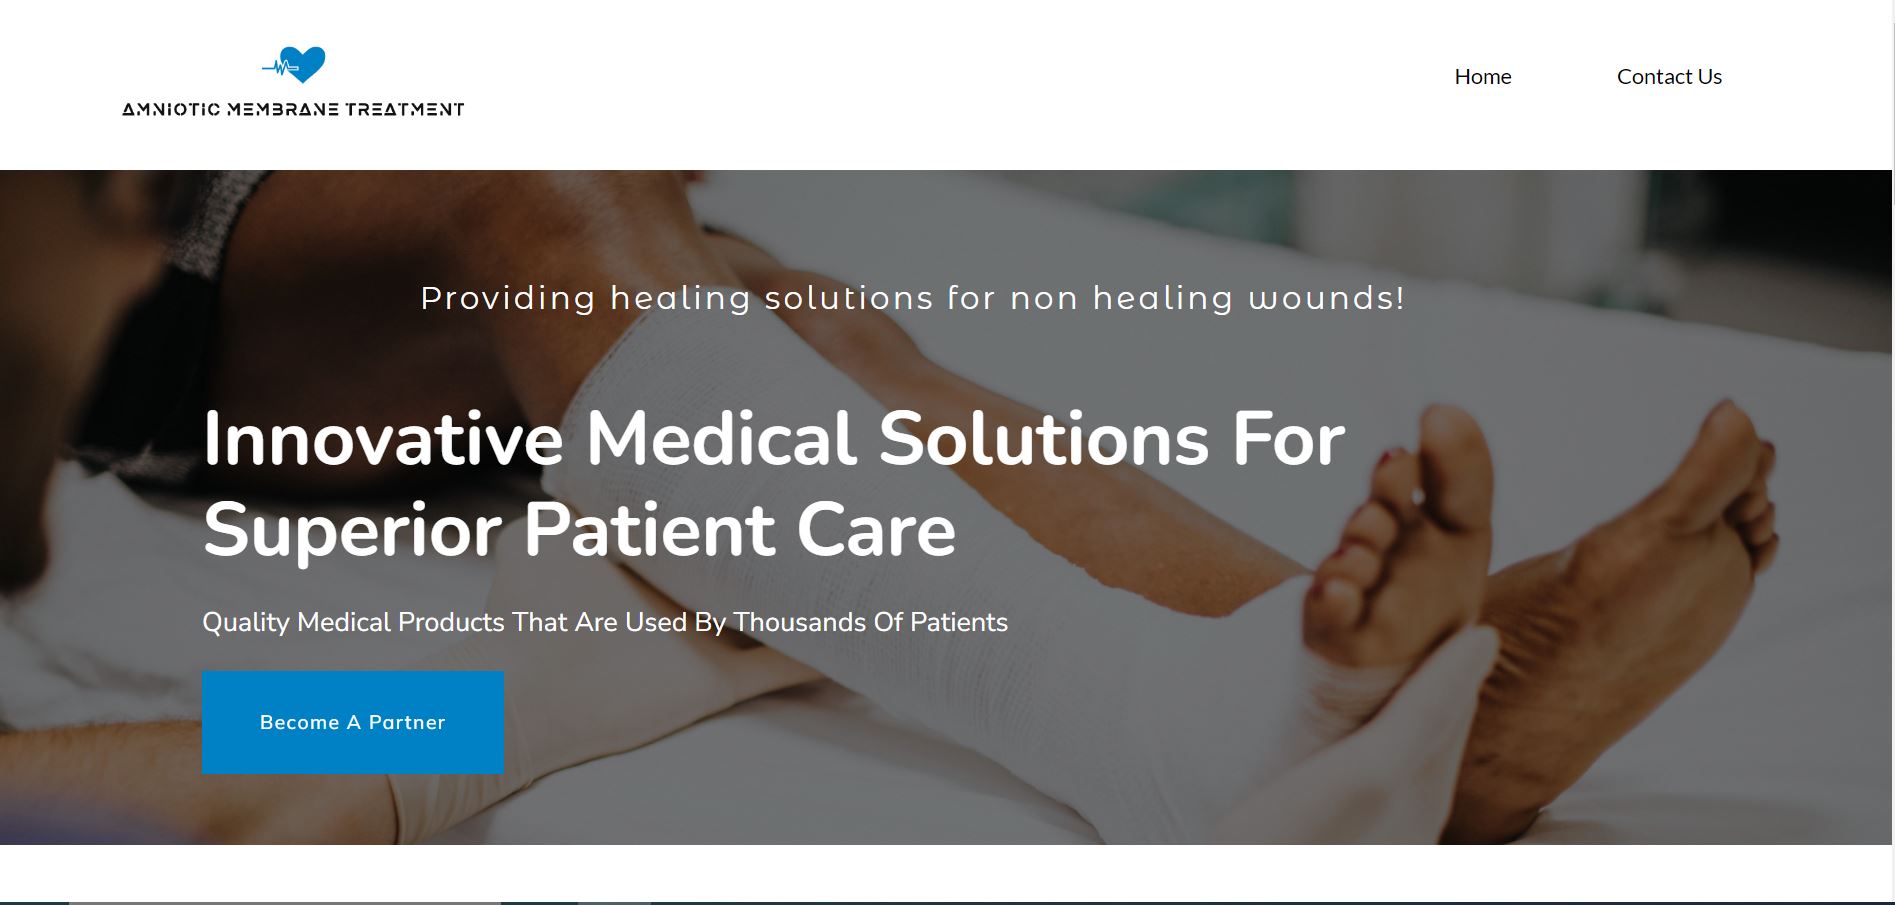 AMNIOTIC MEMBRANE TREATMENT
Home
Contact Us
Providing healing solutions for non healing wounds!
Innovative Medical Solutions For
Superior Patient Care
Quality Medical Products That Are Used By Thousands Of Patients
Become A Partner